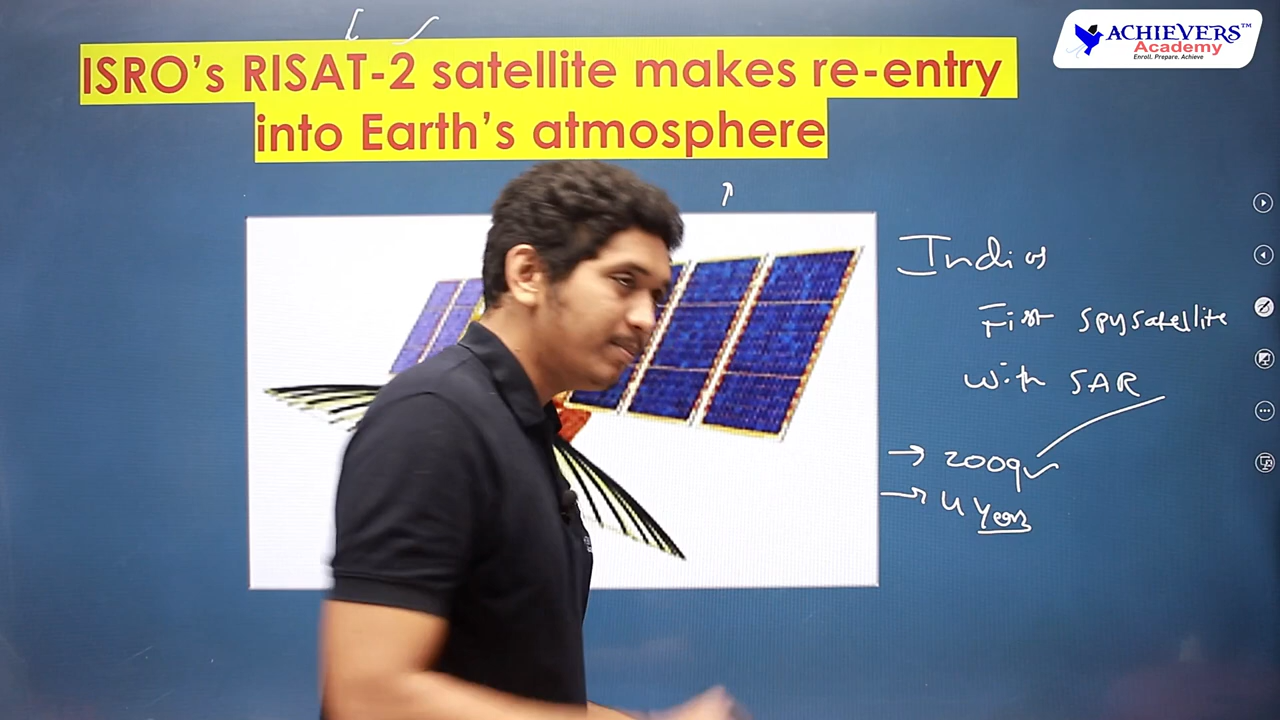 ACHIEVERS™
Academy
Enroll. Prepare. Achieve
ISRO's RISAT-2 satellite makes re-entry
into Earth's atmosphere
Indias
First spysatellite
with SAR
→ 2009
→ 4 Years